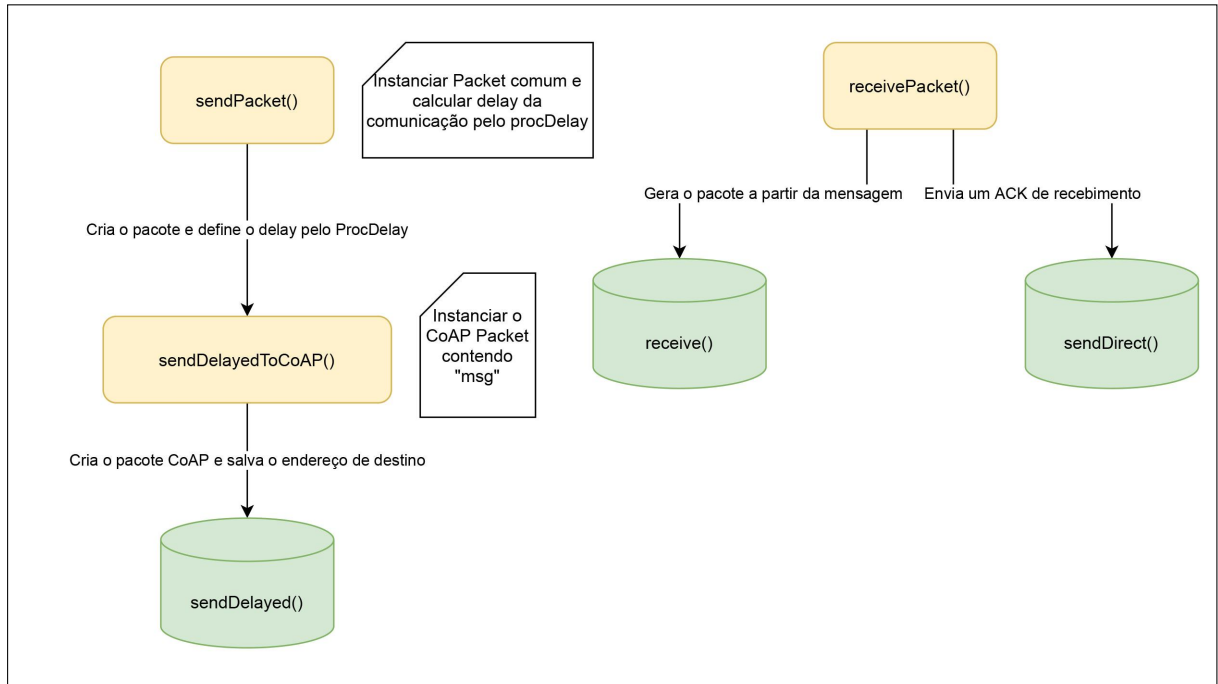 sendPacket()
Instanciar Packet comum e
calcular delay da
comunicação pelo procDelay
Cria o pacote e define o delay pelo ProcDelay
sendDelayedToCoAP()
Instanciar o
CoAP Packet
contendo
"msg"
Cria o pacote CoAP e salva o endereço de destino
sendDelayed()
receivePacket()
Gera o pacote a partir da mensagem
Envia um ACK de recebimento
receive()
sendDirect()